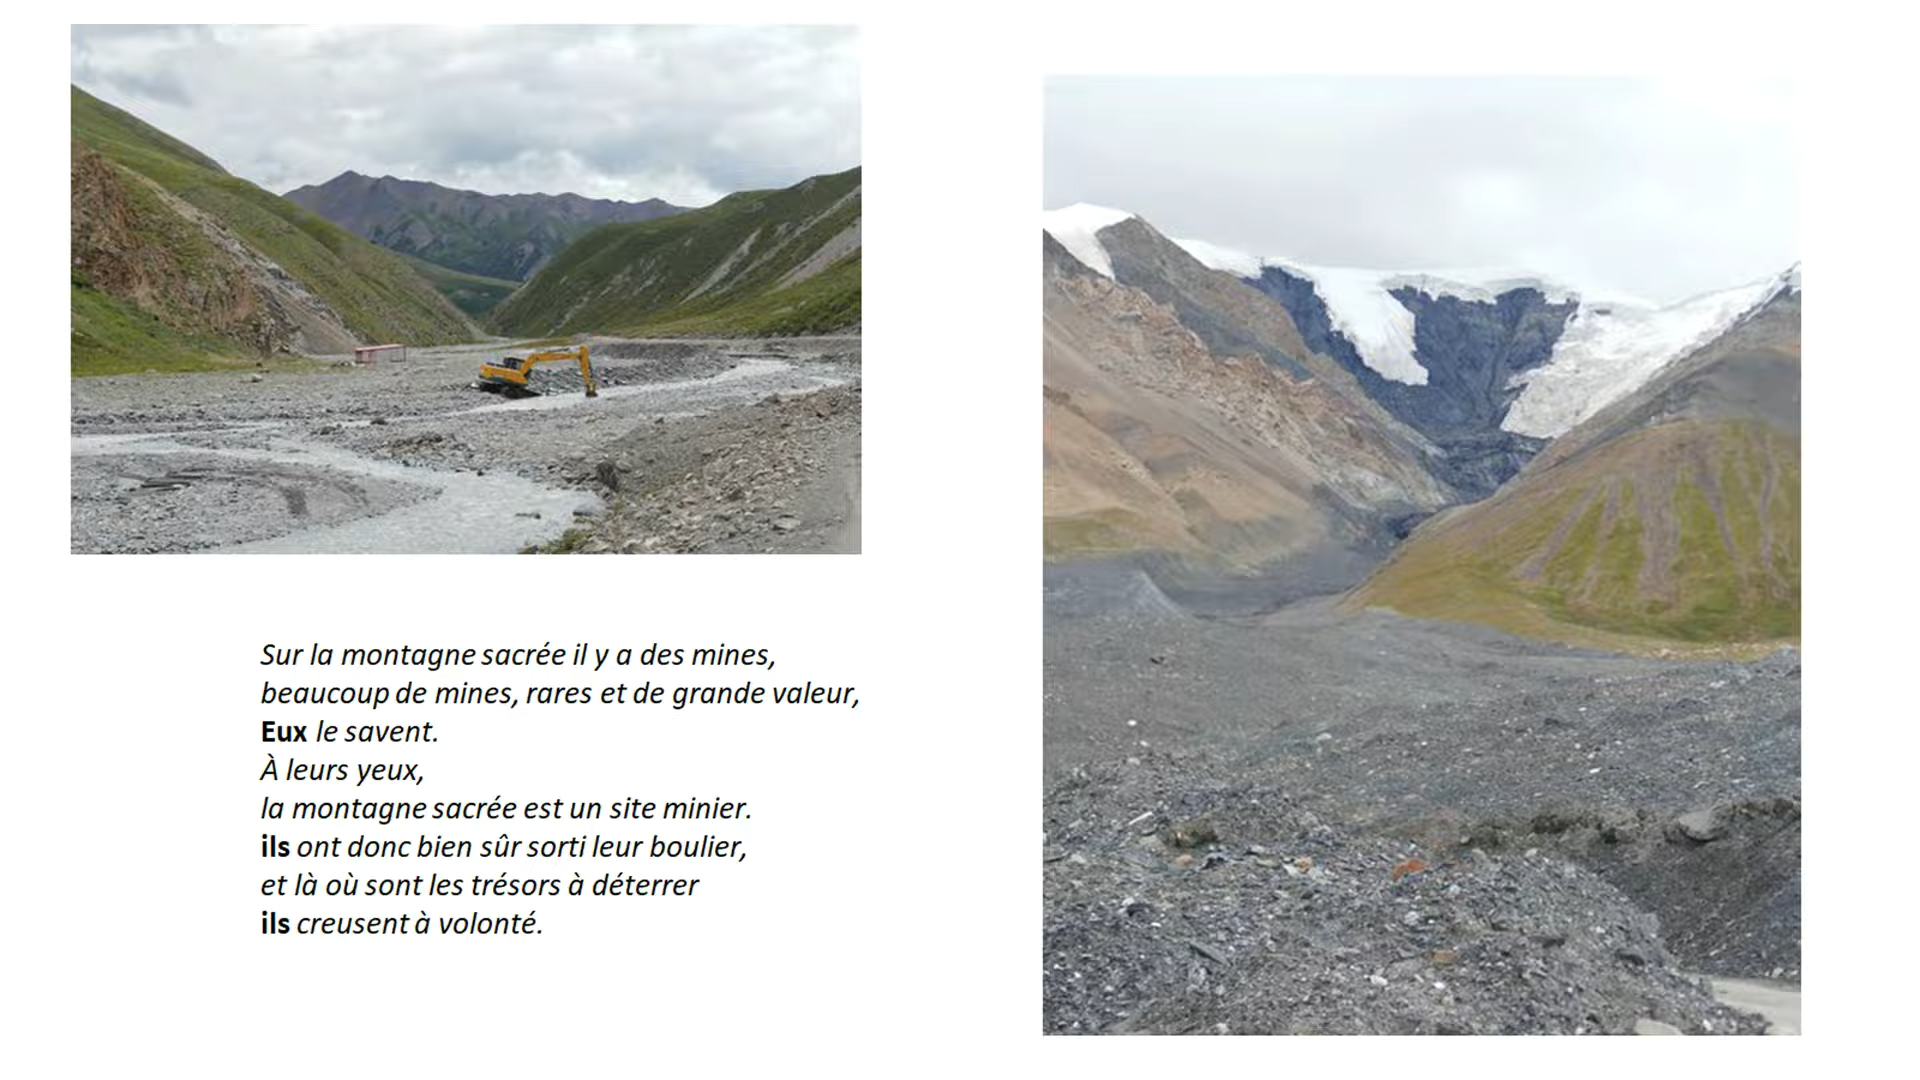 Sur la montagne sacrée il y a des mines,
beaucoup de mines, rares et de grande valeur,
Eux le savent.
À leurs yeux,
la montagne sacrée est un site minier.
ils ont donc bien sûr sorti leur boulier,
et là où sont les trésors à déterrer
ils creusent à volonté.